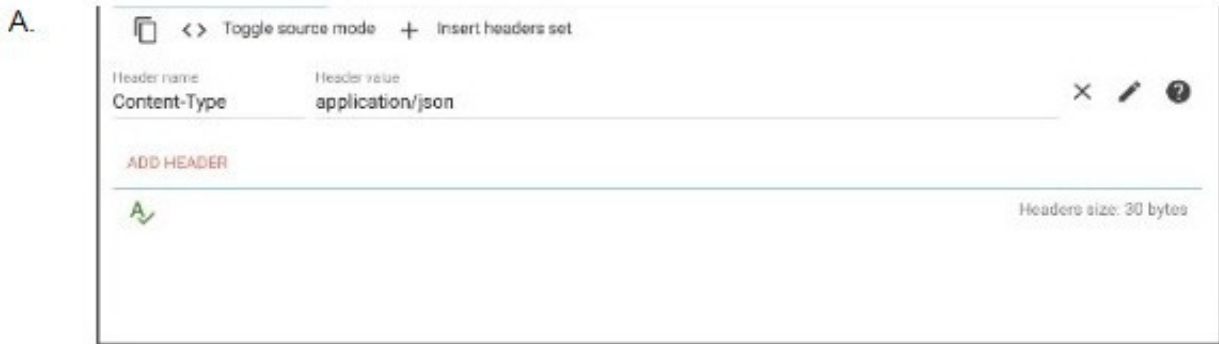 A.
Toggle source mode + Insert headers set
Header name Header value
Content-Type application/json
ADD HEADER
Headers size: 30 bytes